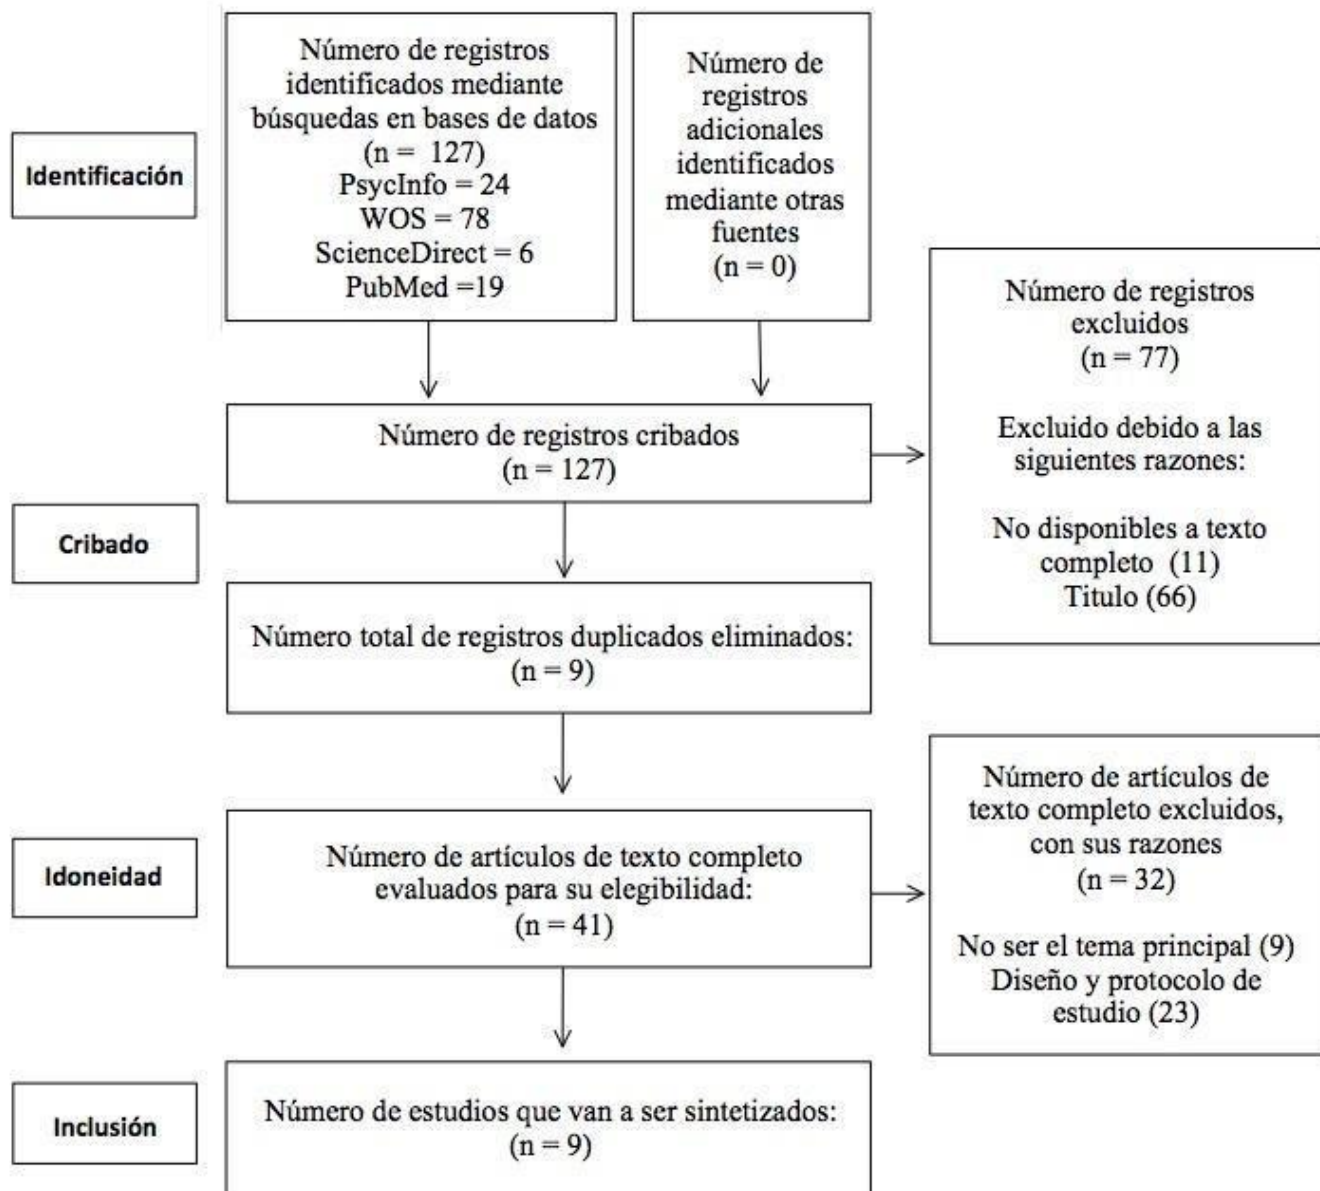 Identificación
Número de registros
identificados mediante
búsquedas en bases de datos
(n = 127)
PsycInfo = 24
WOS = 78
ScienceDirect = 6
PubMed =19
Número de
registros
adicionales
identificados
mediante otras
fuentes
(n = 0)
Número de registros
excluidos
(n = 77)
Excluido debido a las
siguientes razones:
No disponibles a texto
completo (11)
Titulo (66)
Número de registros cribados
(n = 127)
Cribado
Número total de registros duplicados eliminados:
(n = 9)
Idoneidad
Número de artículos de texto completo
evaluados para su elegibilidad:
(n = 41)
Número de artículos de
texto completo excluidos,
con sus razones
(n = 32)
No ser el tema principal (9)
Diseño y protocolo de
estudio (23)
Inclusión
Número de estudios que van a ser sintetizados:
(n = 9)